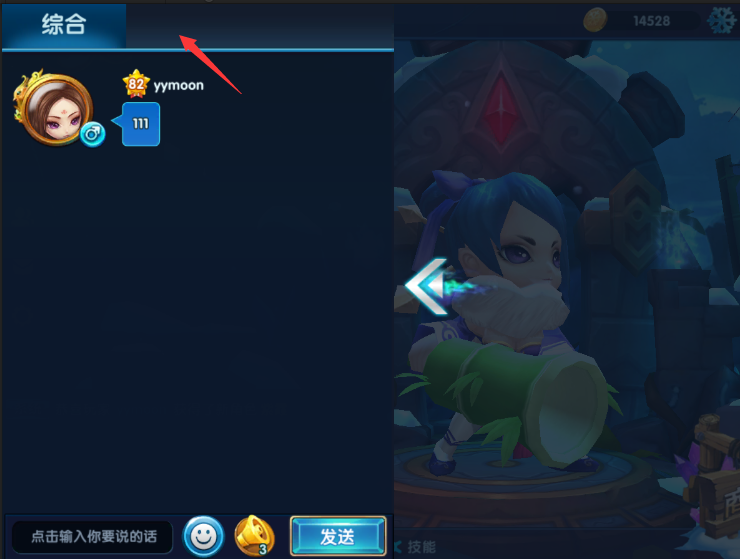 综合
14528
82 yymoon
111
点击输入你要说的话
3
发送
技能